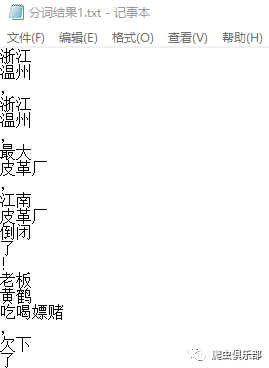 分词结果1.txt - 记事本
文件(F) 编辑(E) 格式(O) 查看(V) 帮助(H)
浙江
温州
，
浙江
温州
，
最大
皮革厂
，
江南
皮革厂
倒闭
了
！
老板
黄鹤
吃喝嫖赌
，
欠下
了
爬虫俱乐部